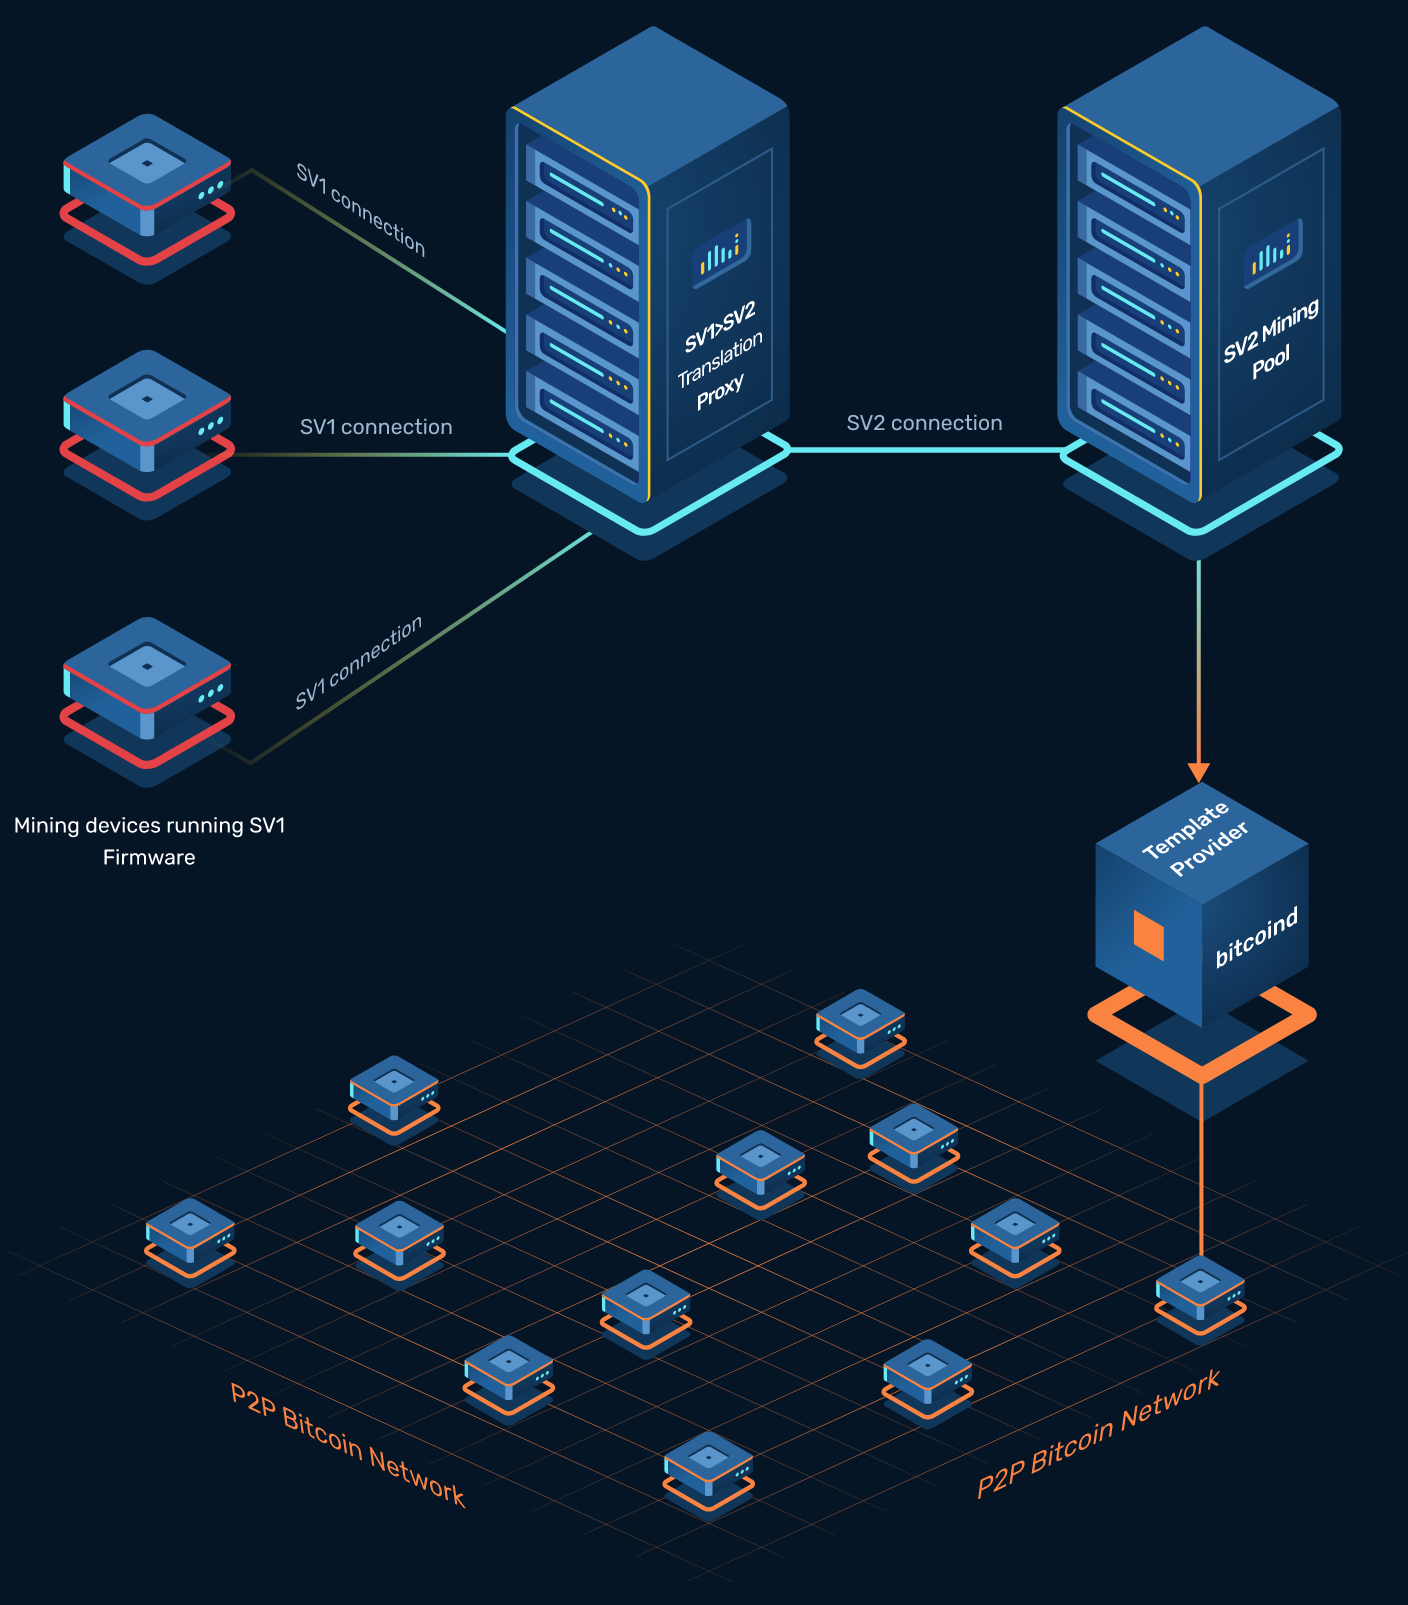 SV1 connection
SV1>SV2
Translation
Proxy
SV2 Mining
Pool
SV1 connection
SV2 connection
SV1 connection
Mining devices running SV1
Firmware
Template
Provider
bitcoind
P2P Bitcoin Network
P2P Bitcoin Network